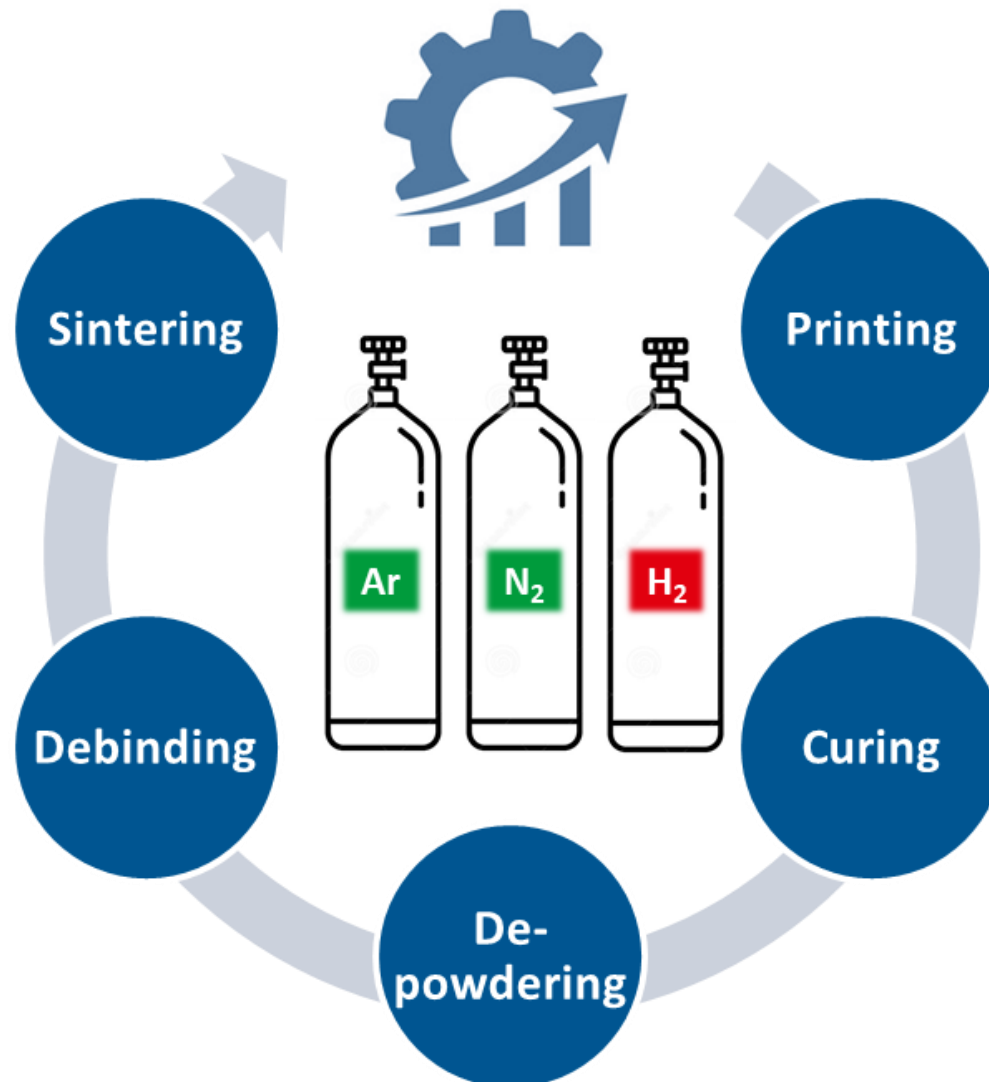 Printing
Curing
De-
powdering
Debinding
Sintering
Ar
N₂
H₂